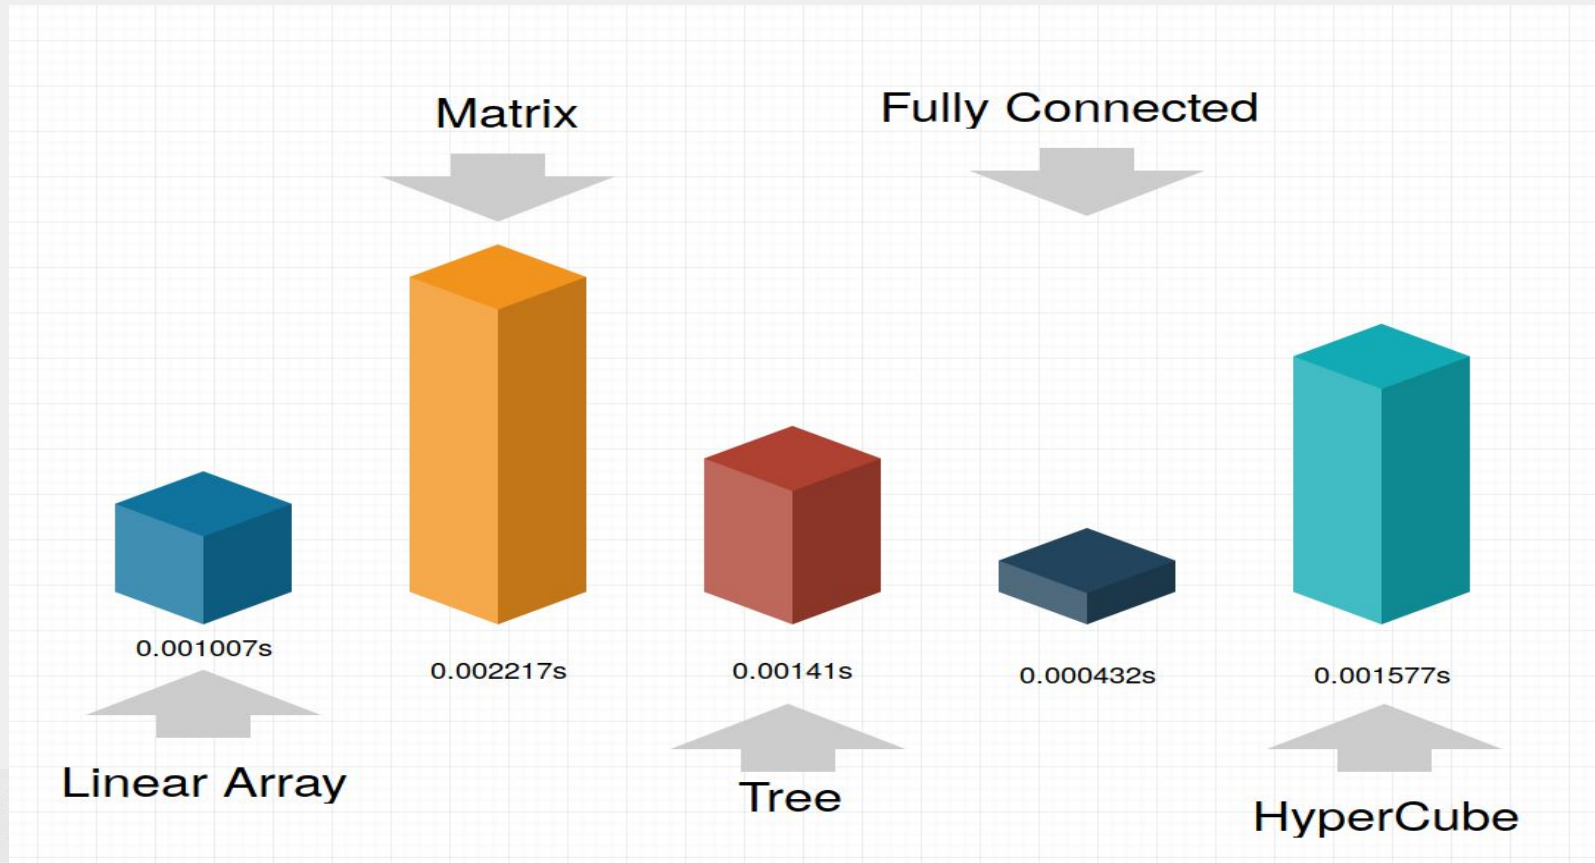 Matrix
Fully Connected
0.001007s
0.002217s
0.00141s
0.000432s
0.001577s
Linear Array
Tree
HyperCube